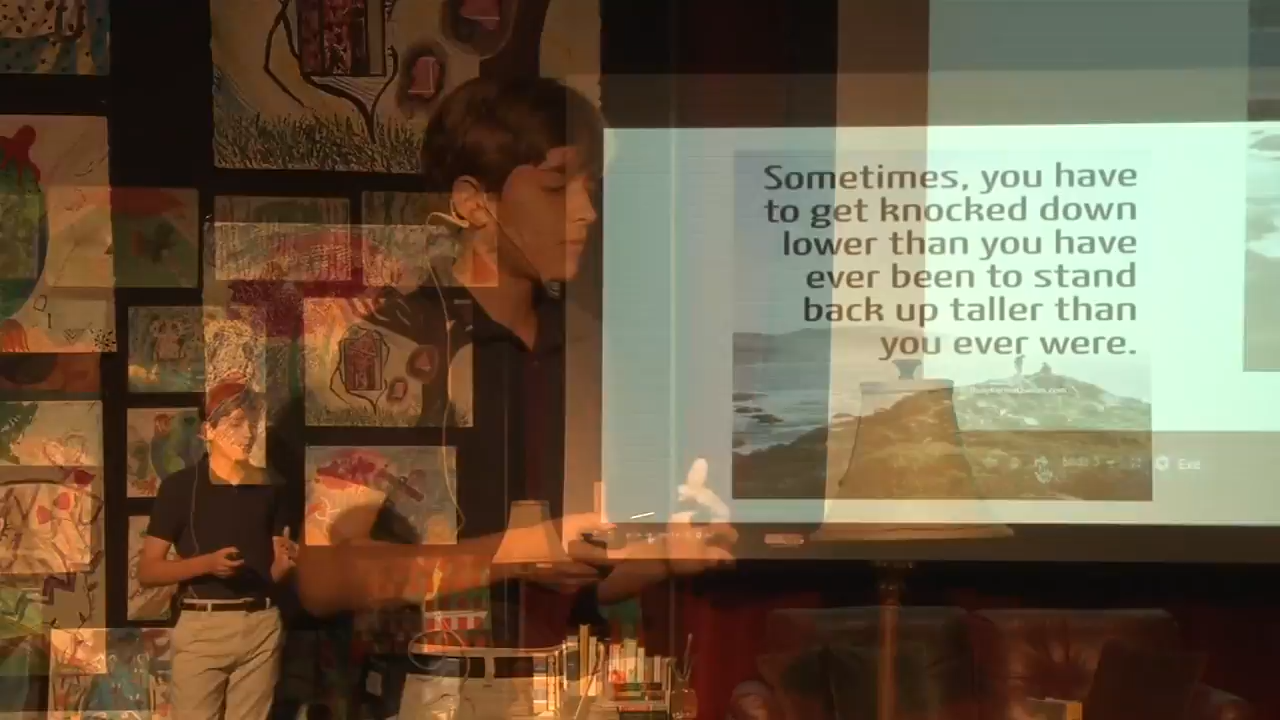 Sometimes, you have
to get knocked down
lower than you have
ever been to stand
back up taller than
you ever were.
Exit